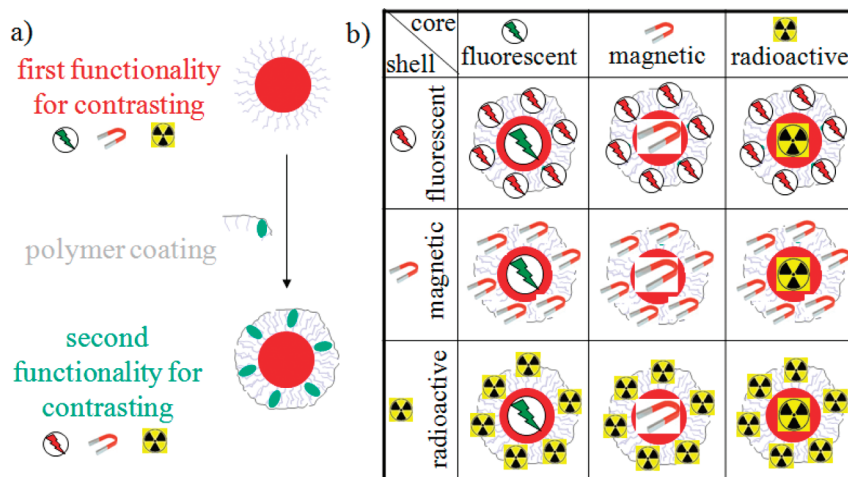 a)
first functionality
for contrasting
polymer coating
second
functionality for
contrasting
b)
core
shell
fluorescent
magnetic
radioactive
fluorescent
magnetic
radioactive